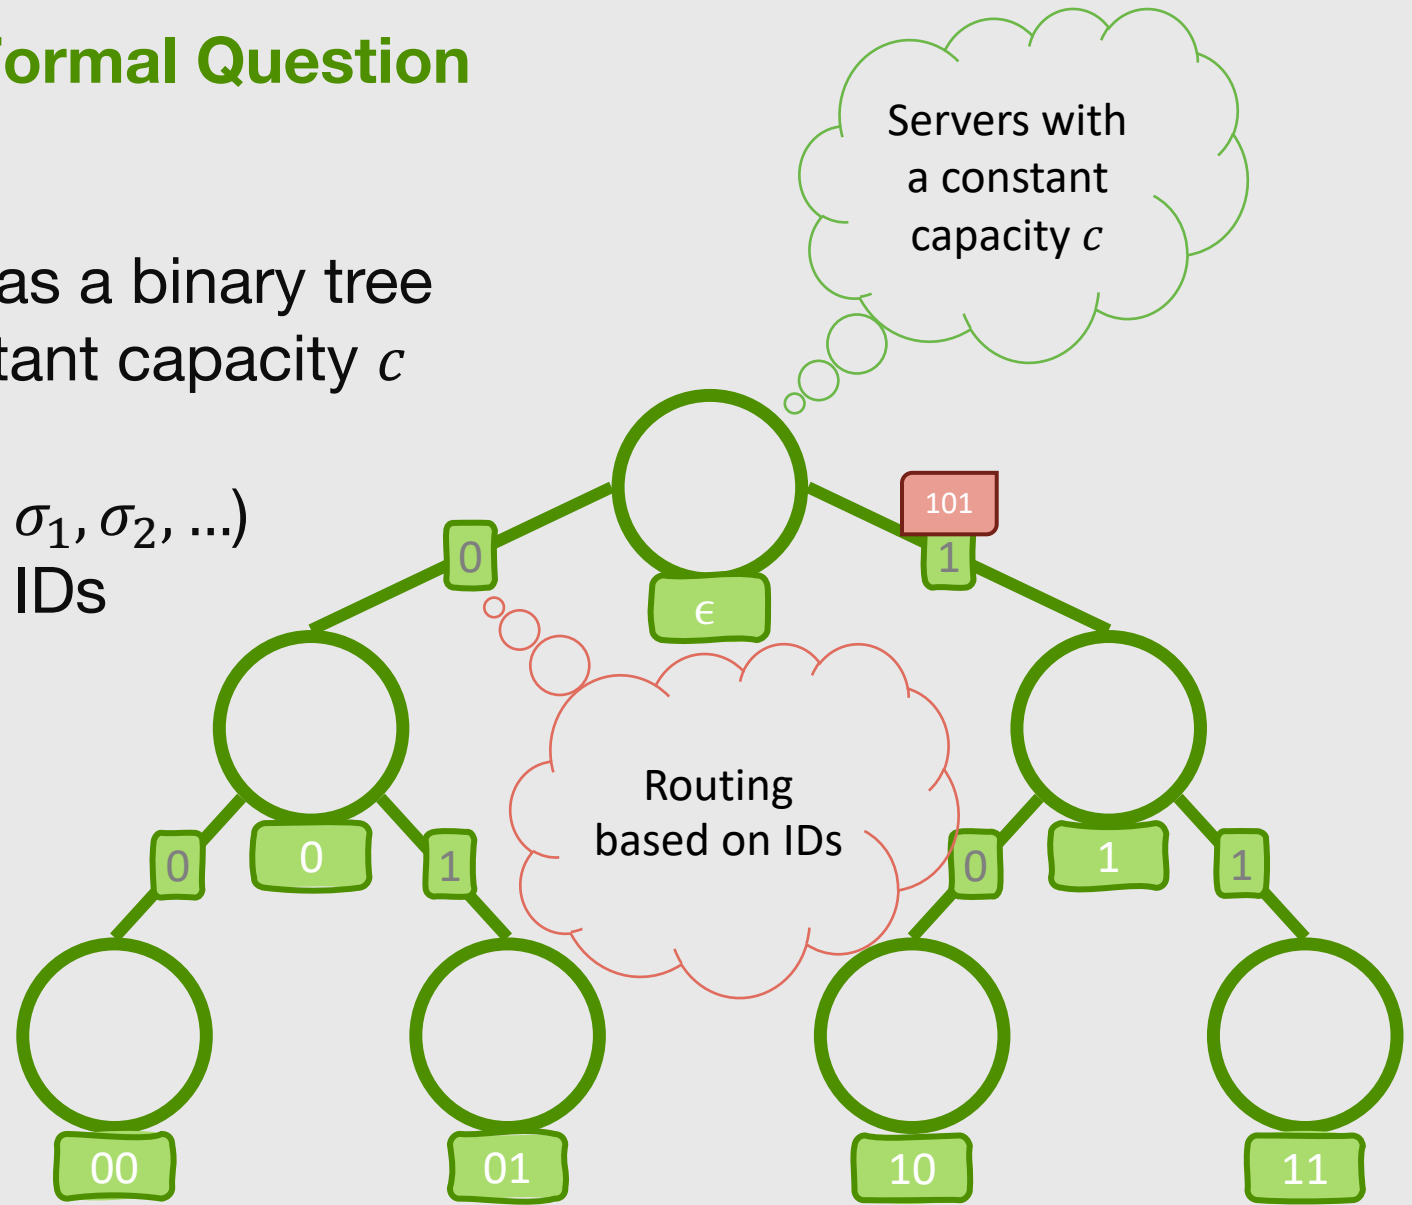 ormal Question
Servers with
a constant
capacity c
as a binary tree
tant capacity c
σ₁, σ₂, …)
IDs
101
0
1
ϵ
Routing
based on IDs
0
0
1
0
1
1
00
01
10
11